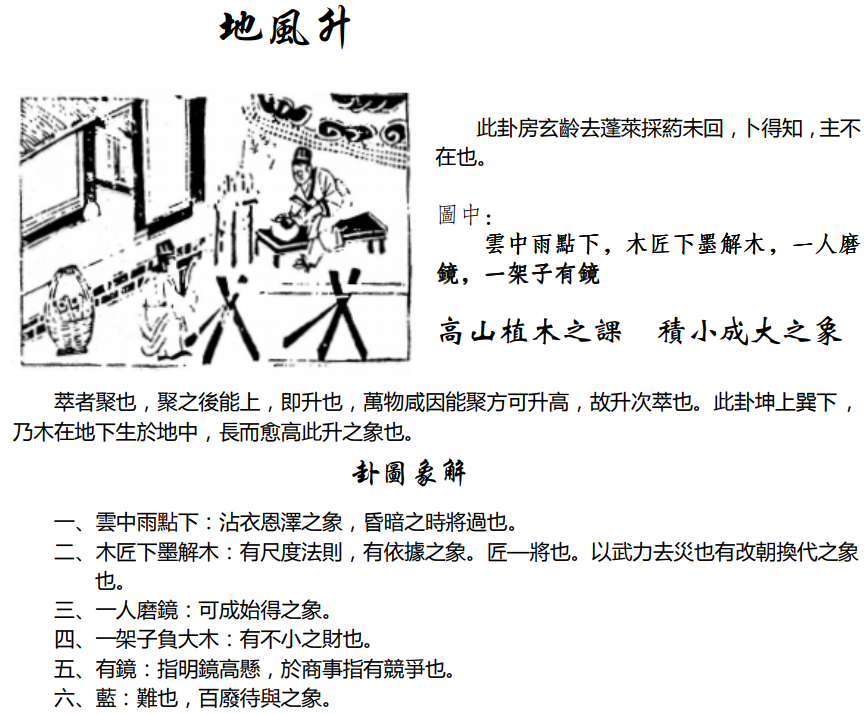 地風升
此卦房玄齡去蓬萊採葯未回，卜得知，主不
在也。
圖中：
雲中雨點下，木匠下墨解木，一人磨
鏡，一架子有鏡
高山植木之課　積小成大之象
萃者聚也，聚之後能上，即升也，萬物咸因能聚方可升高，故升次萃也。此卦坤上巽下，
乃木在地下生於地中，長而愈高此升之象也。
卦圖象解
一、雲中雨點下：沾衣恩澤之象，昏暗之時將過也。
二、木匠下墨解木：有尺度法則，有依據之象。匠—將也。以武力去災也有改朝換代之象
也。
三、一人磨鏡：可成始得之象。
四、一架子負大木：有不小之財也。
五、有鏡：指明鏡高懸，於商事指有競爭也。
六、藍：難也，百廢待與之象。